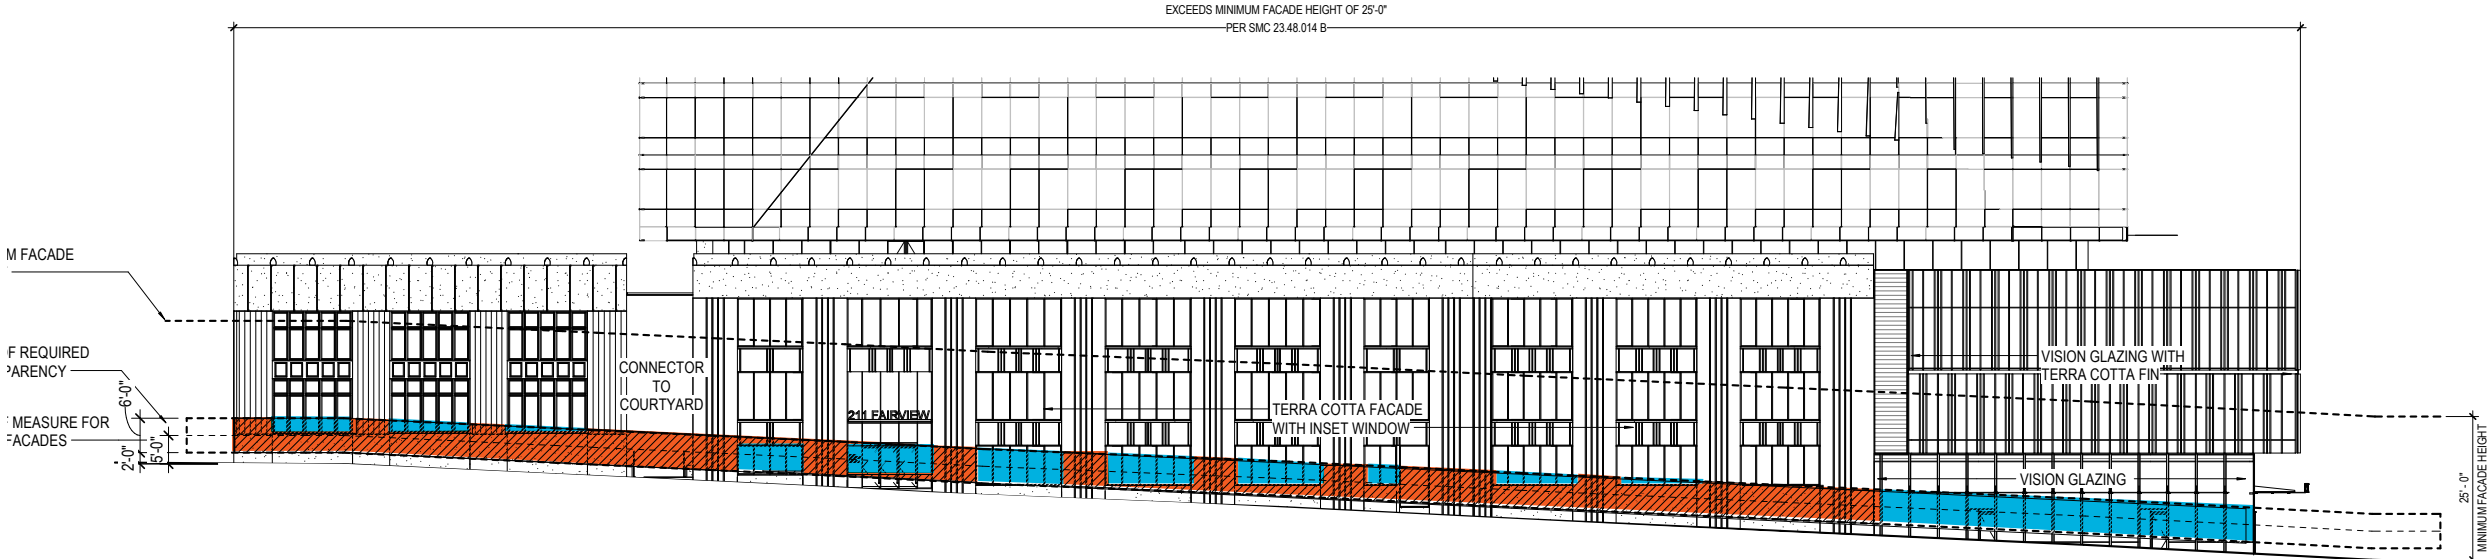 EXCEEDS MINIMUM FACADE HEIGHT OF 25'-0"
PER SMC 23.48.014 B
M FACADE
F REQUIRED
PARENCY
MEASURE FOR
FACADES
6'-0"
2'-0"
5'-0"
CONNECTOR
TO
COURTYARD
211 FAIRVIEW
TERRA COTTA FACADE
WITH INSET WINDOW
VISION GLAZING WITH
TERRA COTTA FIN
VISION GLAZING
25' - 0"
MINIMUM FACADE HEIGHT